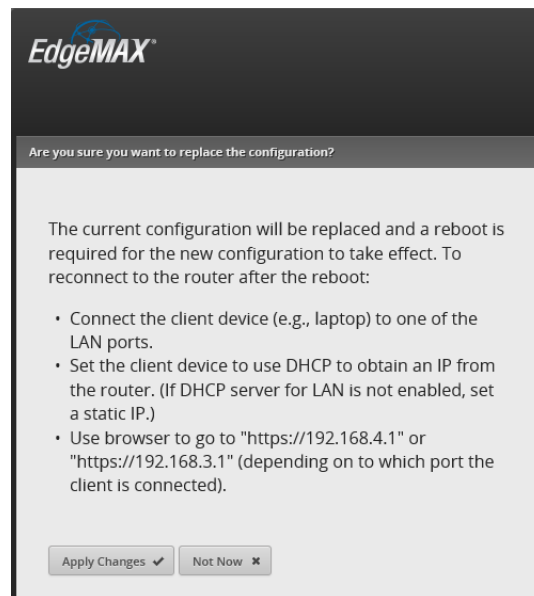 EdgeMAX®
Are you sure you want to replace the configuration?
The current configuration will be replaced and a reboot is
required for the new configuration to take effect. To
reconnect to the router after the reboot:
• Connect the client device (e.g., laptop) to one of the
LAN ports.
• Set the client device to use DHCP to obtain an IP from
the router. (If DHCP server for LAN is not enabled, set
a static IP.)
• Use browser to go to "https://192.168.4.1" or
"https://192.168.3.1" (depending on to which port the
client is connected).
Apply Changes ✔ Not Now ✖